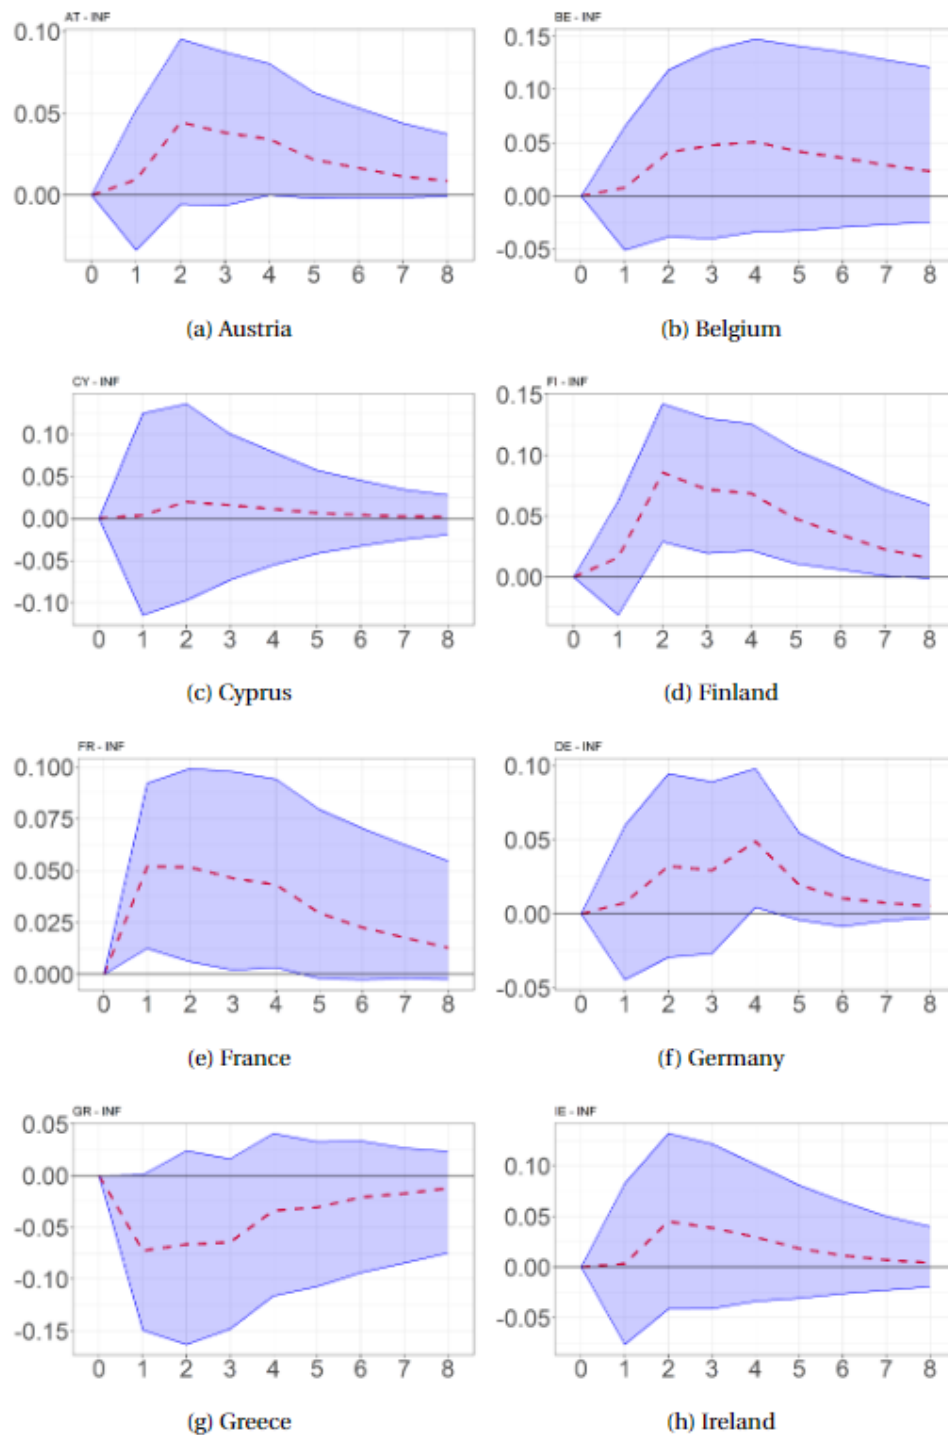 AT - INF
0.10
0.05
0.00
0 1 2 3 4 5 6 7 8
(a) Austria
BE - INF
0.15
0.10
0.05
0.00
-0.05
0 1 2 3 4 5 6 7 8
(b) Belgium
CY - INF
0.10
0.05
0.00
-0.05
-0.10
0 1 2 3 4 5 6 7 8
(c) Cyprus
FI - INF
0.15
0.10
0.05
0.00
0 1 2 3 4 5 6 7 8
(d) Finland
FR - INF
0.100
0.075
0.050
0.025
0.000
0 1 2 3 4 5 6 7 8
(e) France
DE - INF
0.10
0.05
0.00
-0.05
0 1 2 3 4 5 6 7 8
(f) Germany
GR - INF
0.05
0.00
-0.05
-0.10
-0.15
0 1 2 3 4 5 6 7 8
(g) Greece
IE - INF
0.10
0.05
0.00
-0.05
0 1 2 3 4 5 6 7 8
(h) Ireland